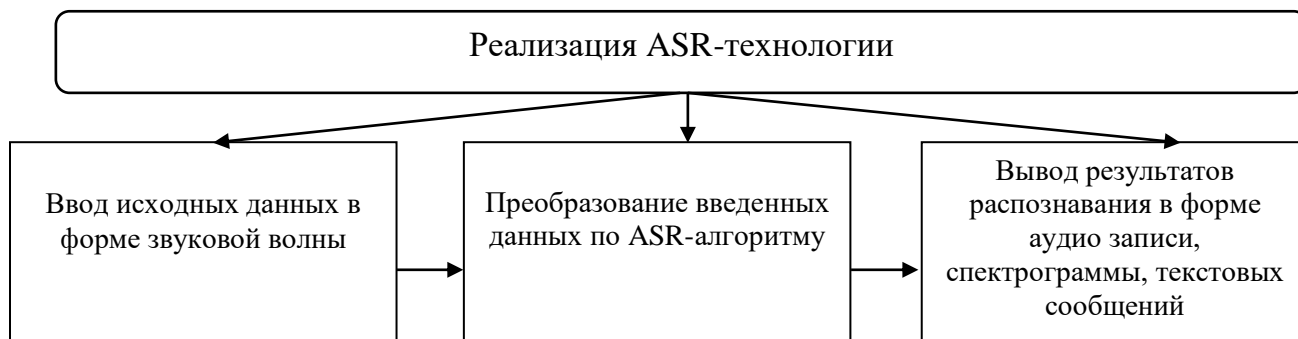 Реализация ASR-технологии
Ввод исходных данных в
форме звуковой волны
Преобразование введенных
данных по ASR-алгоритму
Вывод результатов
распознавания в форме
аудио записи,
спектрограммы, текстовых
сообщений